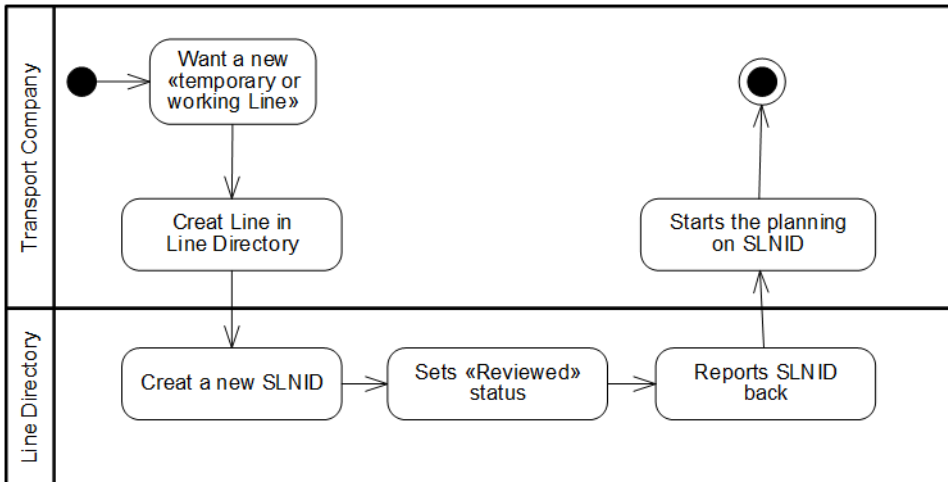 Transport Company
Want a new
«temporary or
working Line»
Creat Line in
Line Directory
Starts the planning
on SLNID
Line Directory
Creat a new SLNID
Sets «Reviewed»
status
Reports SLNID
back